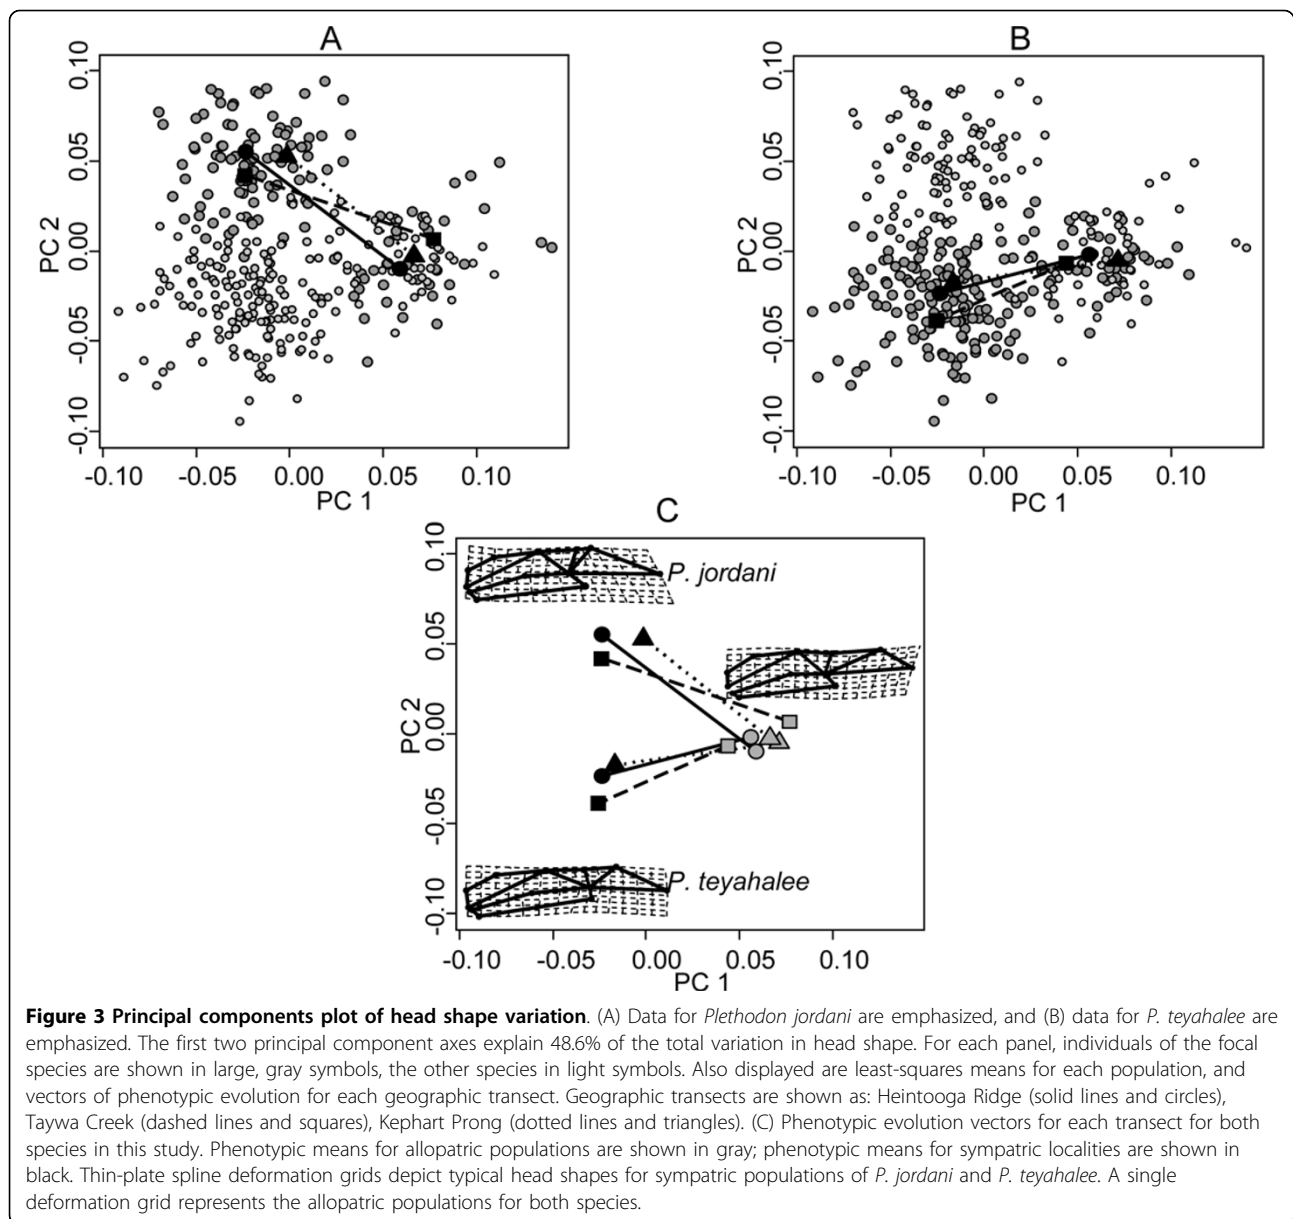 A
B
0.10
0.05
0.00
-0.05
-0.10
PC 2
-0.10
-0.05
0.00
0.05
0.10
PC 1
0.10
0.05
0.00
-0.05
-0.10
PC 2
-0.10
-0.05
0.00
0.05
0.10
PC 1
C
0.10
0.05
0.00
-0.05
-0.10
PC 2
P. jordani
P. teyahalee
-0.10
-0.05
0.00
0.05
0.10
PC 1
Figure 3 Principal components plot of head shape variation. (A) Data for Plethodon jordani are emphasized, and (B) data for P. teyahalee are
emphasized. The first two principal component axes explain 48.6% of the total variation in head shape. For each panel, individuals of the focal
species are shown in large, gray symbols, the other species in light symbols. Also displayed are least-squares means for each population, and
vectors of phenotypic evolution for each geographic transect. Geographic transects are shown as: Heintooga Ridge (solid lines and circles),
Taywa Creek (dashed lines and squares), Kephart Prong (dotted lines and triangles). (C) Phenotypic evolution vectors for each transect for both
species in this study. Phenotypic means for allopatric populations are shown in gray; phenotypic means for sympatric localities are shown in
black. Thin-plate spline deformation grids depict typical head shapes for sympatric populations of P. jordani and P. teyahalee. A single
deformation grid represents the allopatric populations for both species.